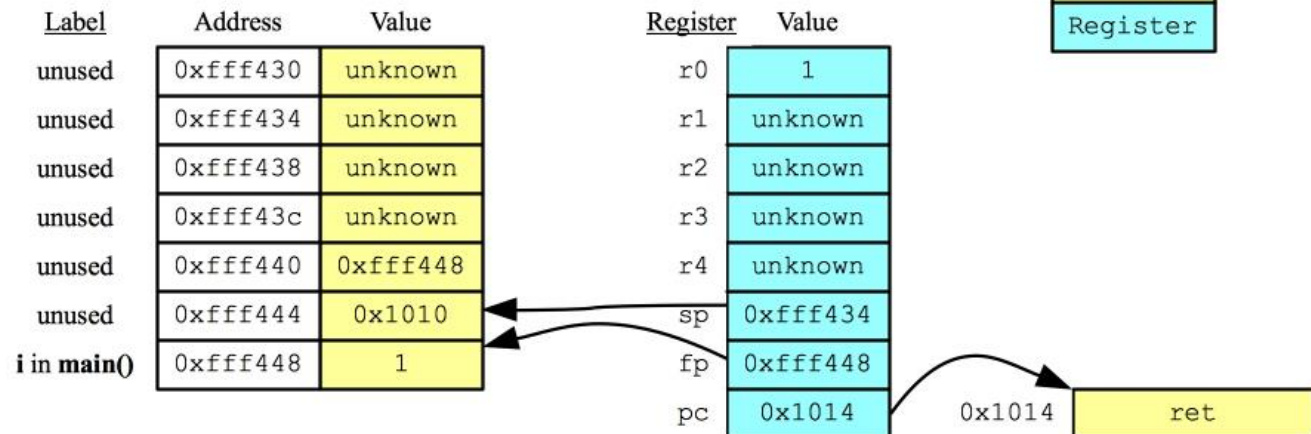 Label Address Value Register Value Register
unused 0xfff430 unknown r0 1
unused 0xfff434 unknown r1 unknown
unused 0xfff438 unknown r2 unknown
unused 0xfff43c unknown r3 unknown
unused 0xfff440 0xfff448 r4 unknown
unused 0xfff444 0x1010 sp 0xfff434
i in main() 0xfff448 1 fp 0xfff448
pc 0x1014 0x1014 ret